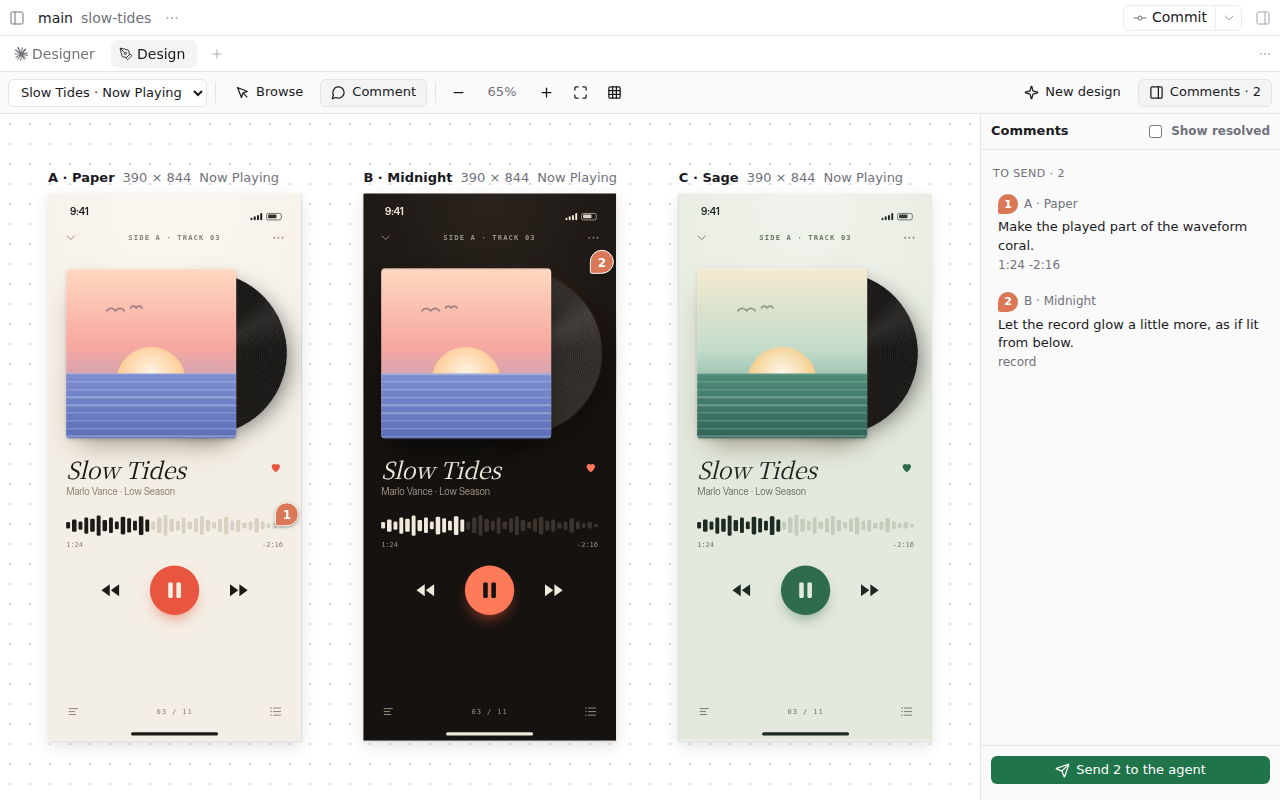 main slow-tides
Commit
Designer
Design
Slow Tides · Now Playing
Browse
Comment
65%
New design
Comments · 2
A · Paper 390 × 844 Now Playing
9:41
SIDE A · TRACK 03
Slow Tides
Marlo Vance · Low Season
1
1:24
-2:16
03 / 11
B · Midnight 390 × 844 Now Playing
9:41
SIDE A · TRACK 03
2
Slow Tides
Marlo Vance · Low Season
1:24
-2:16
03 / 11
C · Sage 390 × 844 Now Playing
9:41
SIDE A · TRACK 03
Slow Tides
Marlo Vance · Low Season
1:24
-2:16
03 / 11
Comments
Show resolved
TO SEND · 2
1 A · Paper
Make the played part of the waveform
coral.
1:24 -2:16
2 B · Midnight
Let the record glow a little more, as if lit
from below.
record
Send 2 to the agent